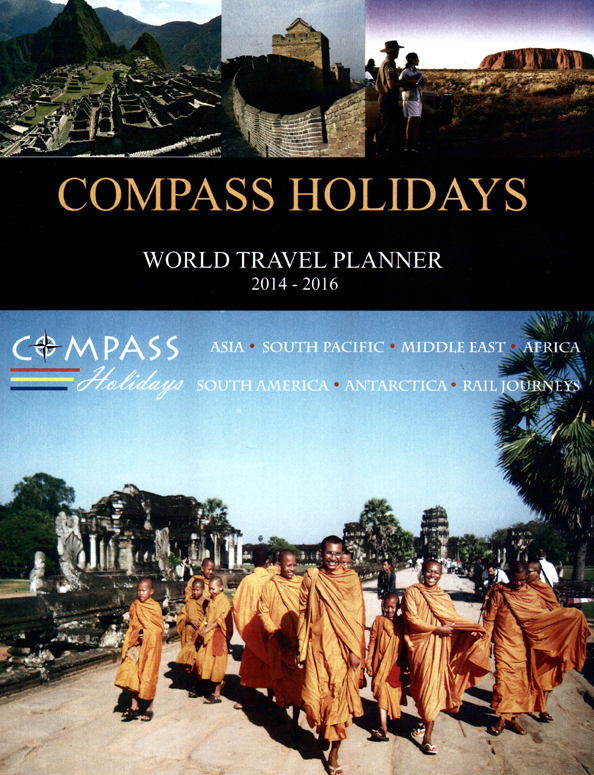 COMPASS HOLIDAYS
WORLD TRAVEL PLANNER
2014 - 2016
COMPASS
Holidays
ASIA • SOUTH PACIFIC • MIDDLE EAST • AFRICA
SOUTH AMERICA • ANTARCTICA • RAIL JOURNEYS